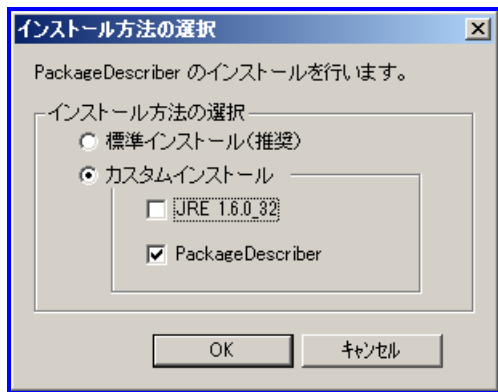 インストール方法の選択
PackageDescriber のインストールを行います。
インストール方法の選択
標準インストール(推奨)
カスタムインストール
JRE 1.6.0_32
PackageDescriber
OK
キャンセル